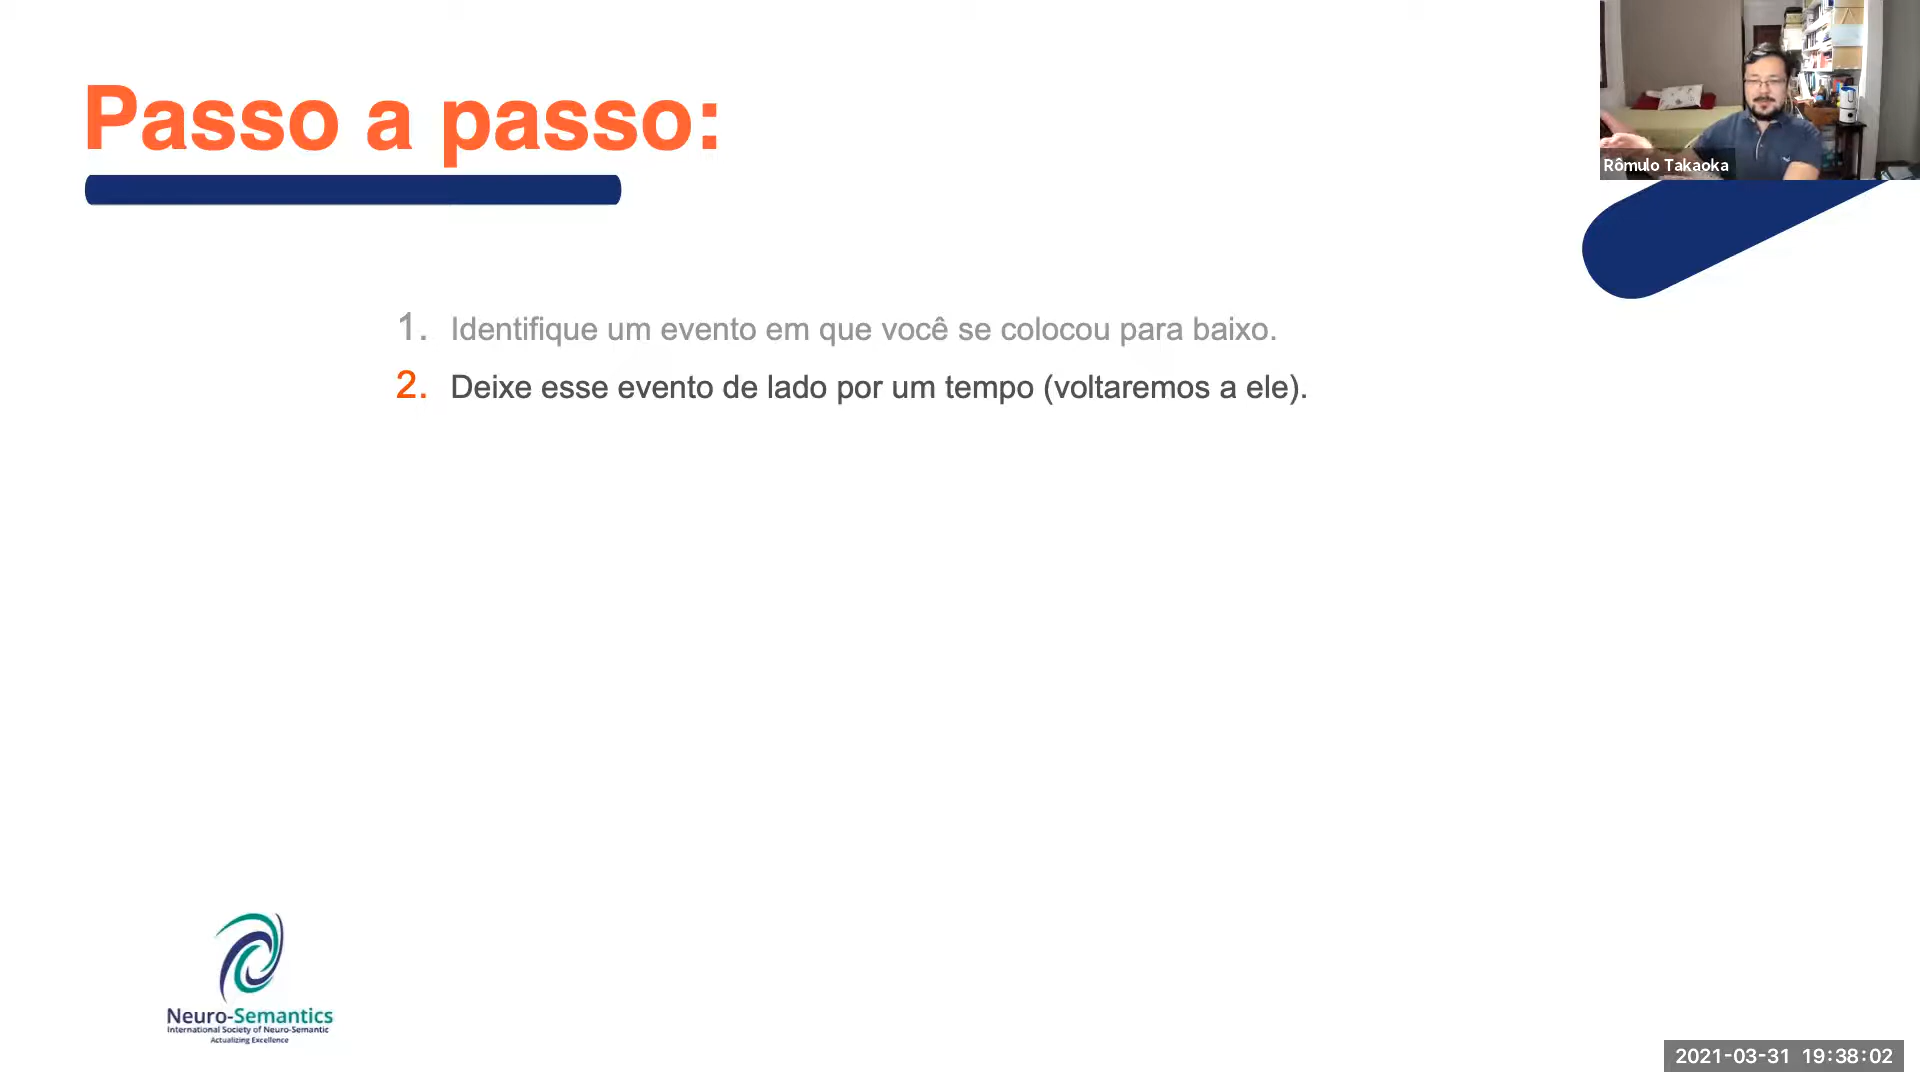 Passo a passo:
Rômulo Takaoka
1. Identifique um evento em que você se colocou para baixo.
2. Deixe esse evento de lado por um tempo (voltaremos a ele).
Neuro-Semantics
International Society of Neuro-Semantic
Actualizing Excellence
2021-03-31 19:38:02